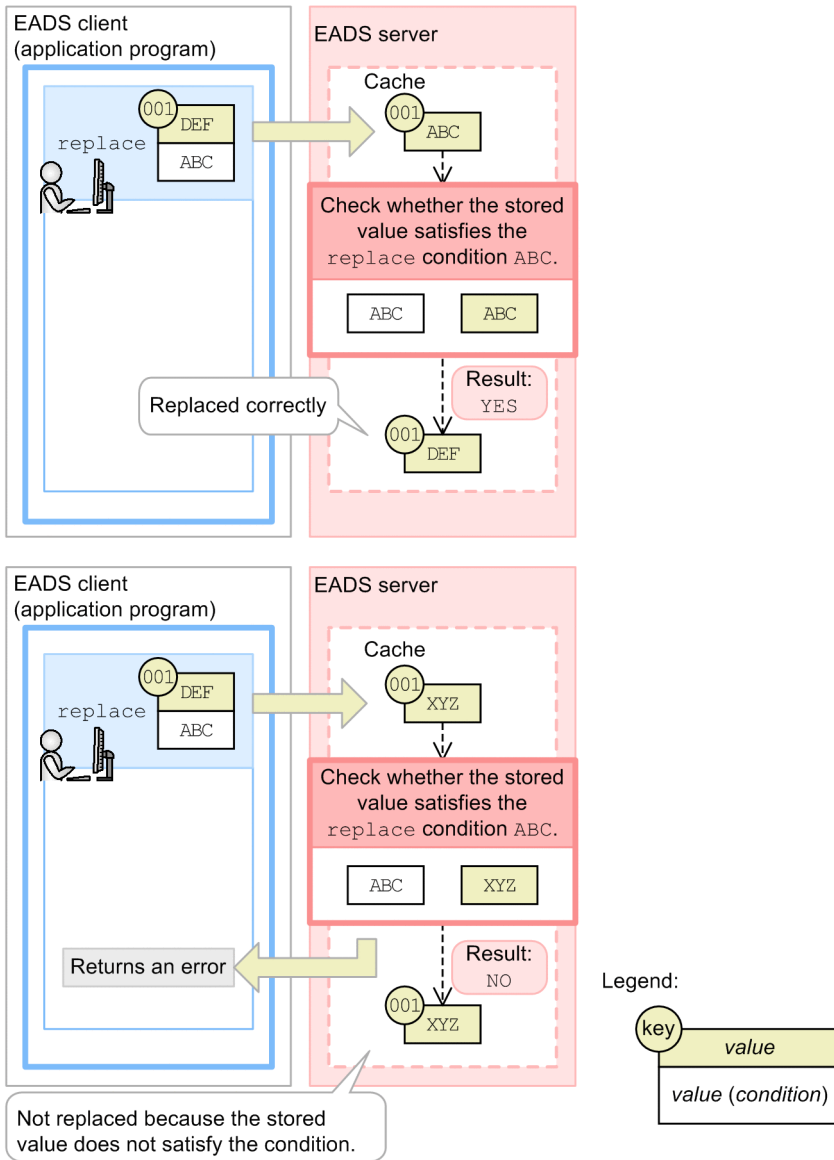 EADS client
(application program)
EADS server
Cache
001
DEF
ABC
replace
001
ABC
Check whether the stored
value satisfies the
replace condition ABC.
ABC
ABC
Result:
YES
Replaced correctly
001
DEF
EADS client
(application program)
EADS server
Cache
001
DEF
ABC
replace
001
XYZ
Check whether the stored
value satisfies the
replace condition ABC.
ABC
XYZ
Returns an error
Result:
NO
001
XYZ
Not replaced because the stored
value does not satisfy the condition.
Legend:
key
value
value (condition)